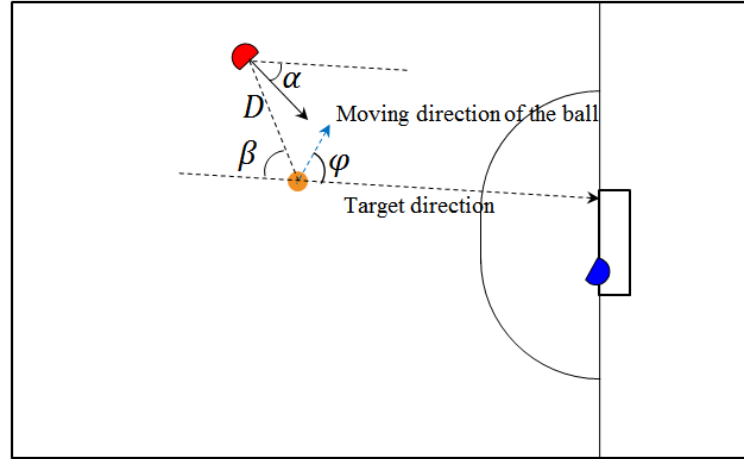 α
D
Moving direction of the ball
β
φ
Target direction